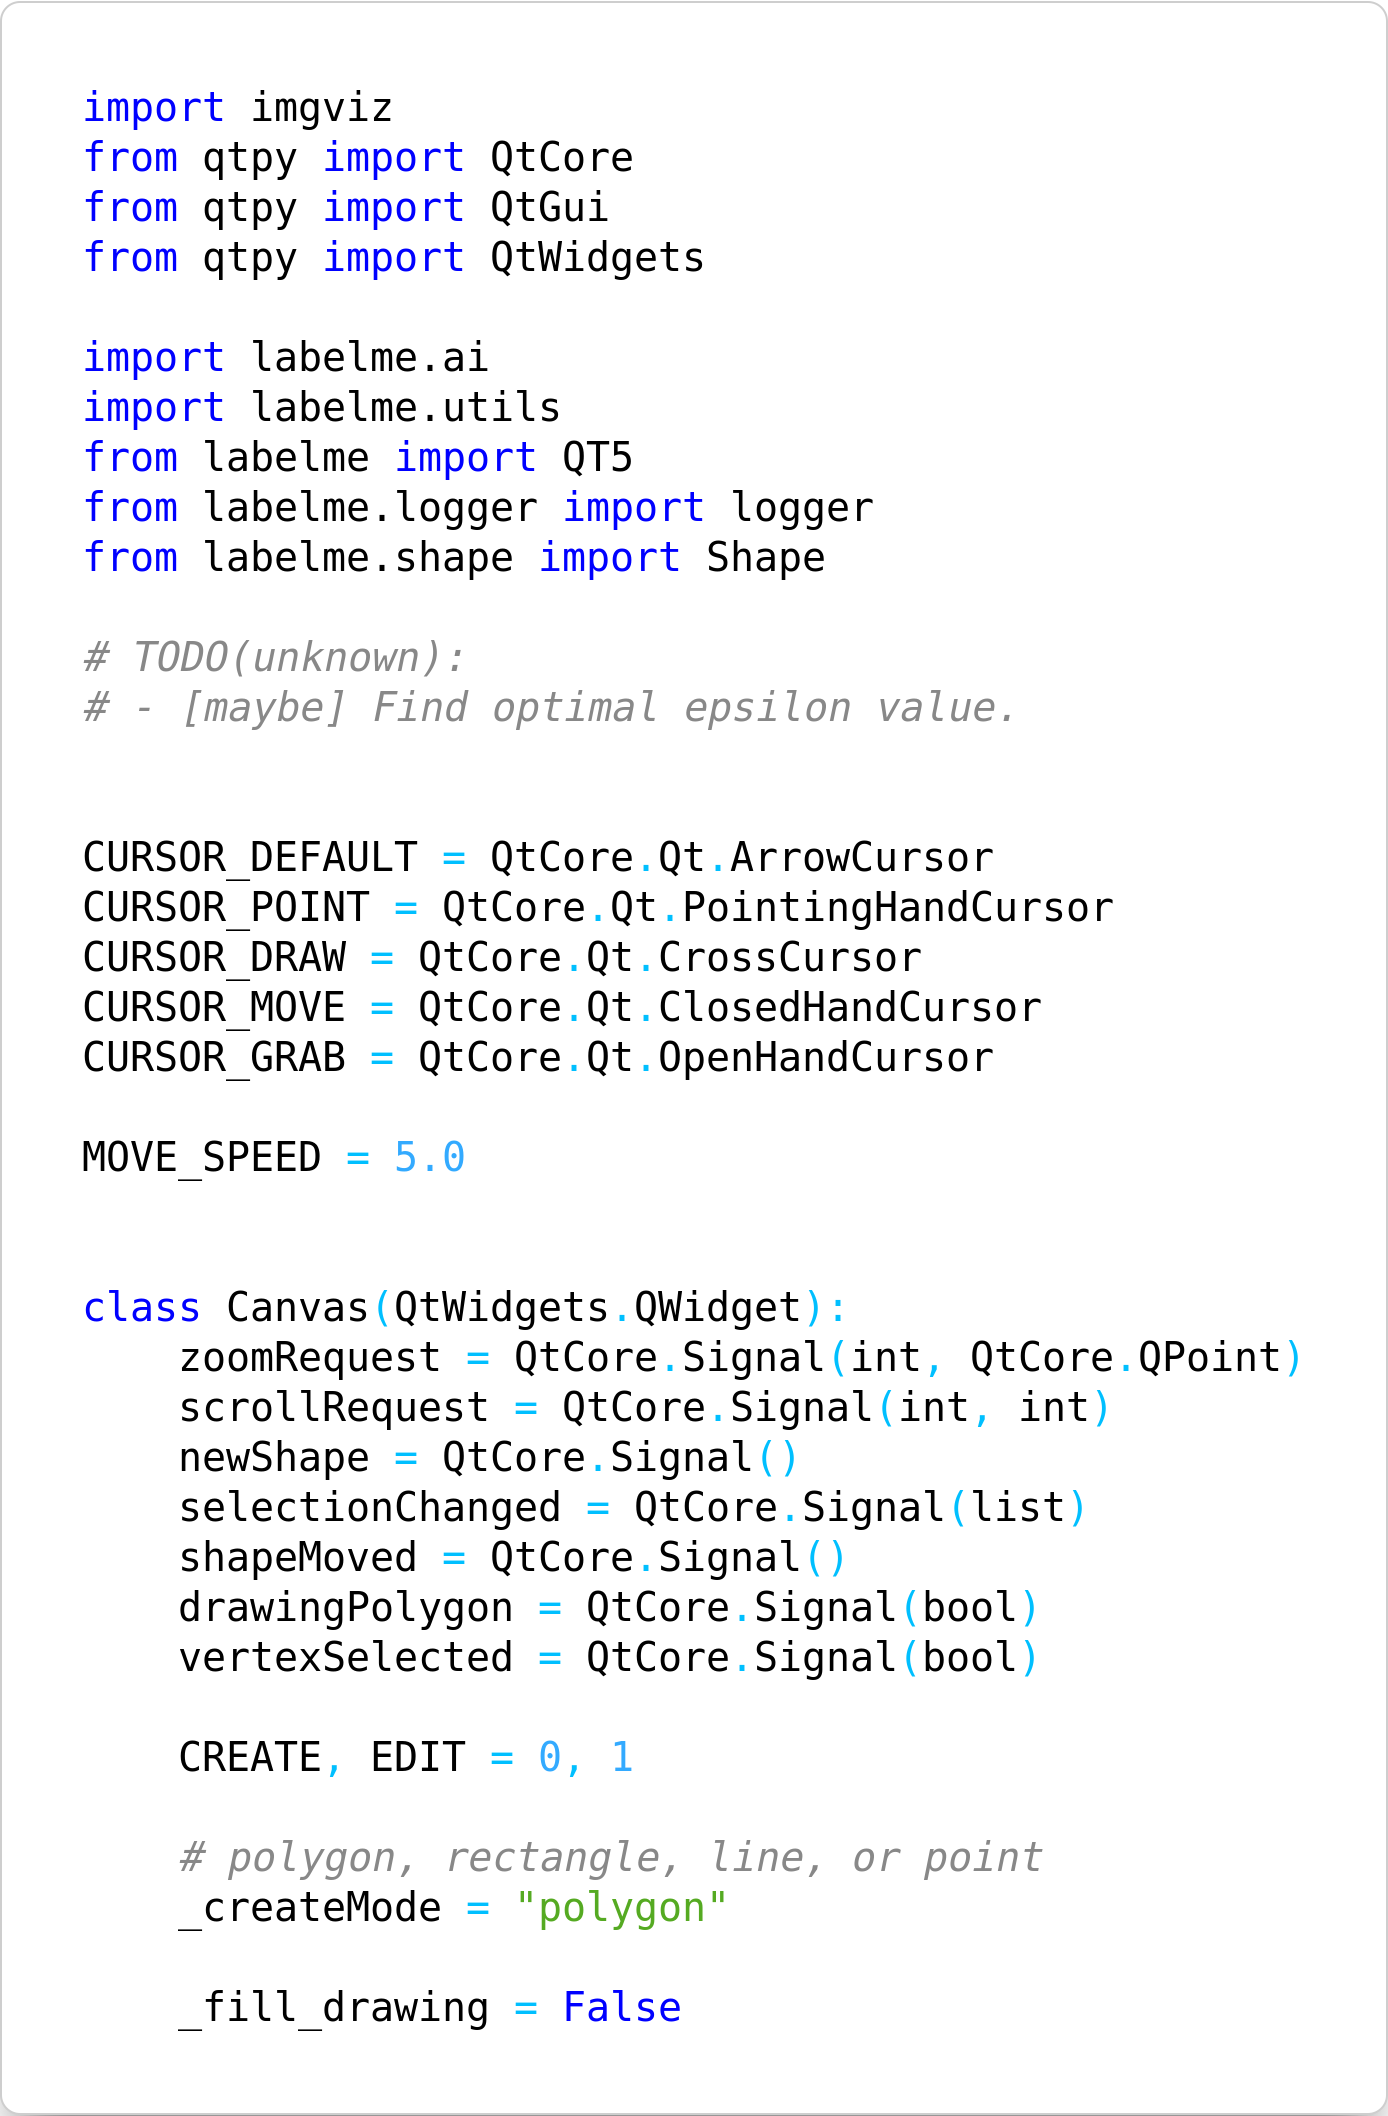 import imgviz
from qtpy import QtCore
from qtpy import QtGui
from qtpy import QtWidgets

import labelme.ai
import labelme.utils
from labelme import QT5
from labelme.logger import logger
from labelme.shape import Shape

# TODO(unknown):
# - [maybe] Find optimal epsilon value.


CURSOR_DEFAULT = QtCore.Qt.ArrowCursor
CURSOR_POINT = QtCore.Qt.PointingHandCursor
CURSOR_DRAW = QtCore.Qt.CrossCursor
CURSOR_MOVE = QtCore.Qt.ClosedHandCursor
CURSOR_GRAB = QtCore.Qt.OpenHandCursor

MOVE_SPEED = 5.0


class Canvas(QtWidgets.QWidget):
    zoomRequest = QtCore.Signal(int, QtCore.QPoint)
    scrollRequest = QtCore.Signal(int, int)
    newShape = QtCore.Signal()
    selectionChanged = QtCore.Signal(list)
    shapeMoved = QtCore.Signal()
    drawingPolygon = QtCore.Signal(bool)
    vertexSelected = QtCore.Signal(bool)

    CREATE, EDIT = 0, 1

    # polygon, rectangle, line, or point
    _createMode = "polygon"

    _fill_drawing = False